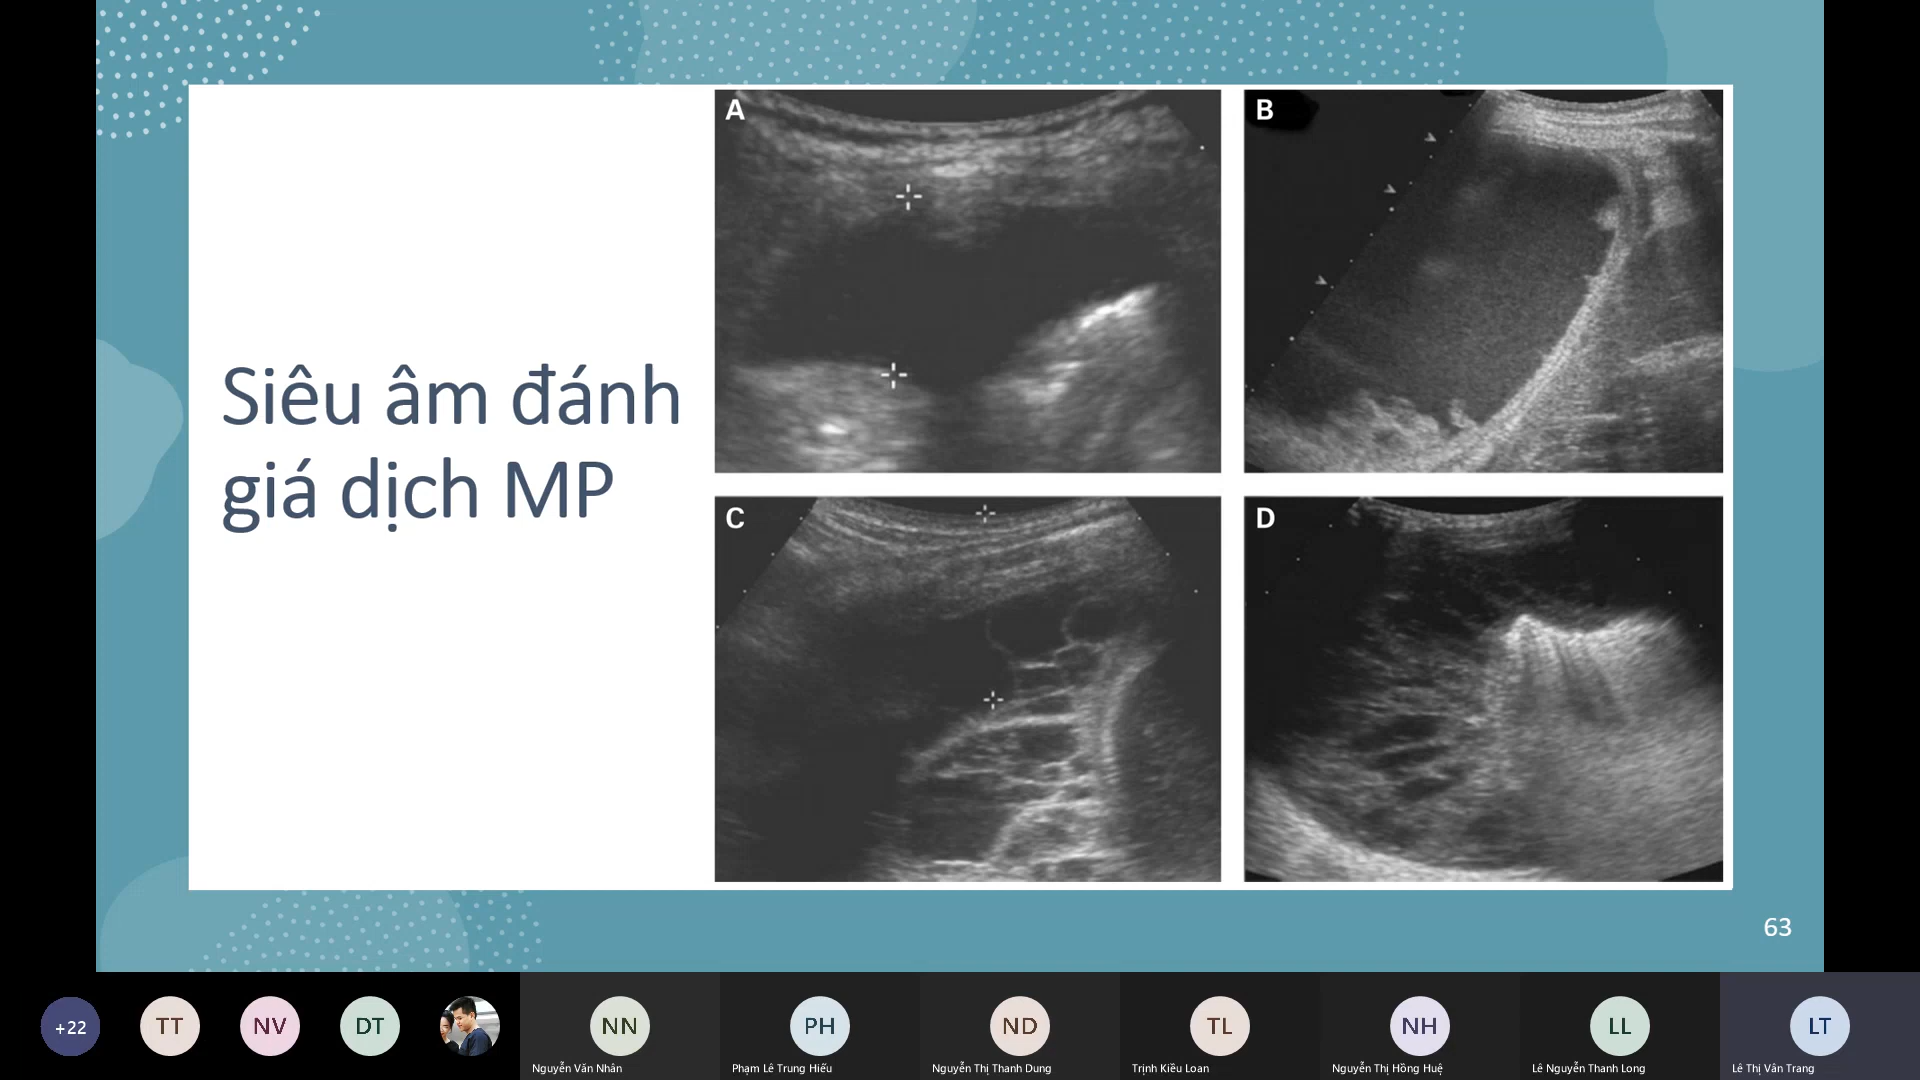 A
B
Siêu âm đánh
giá dịch MP
C
D
63
+22
TT
NV
DT
NN
PH
ND
TL
NH
LL
LT
Nguyễn Văn Nhân
Phạm Lê Trung Hiếu
Nguyễn Thị Thanh Dung
Trịnh Kiều Loan
Nguyễn Thị Hồng Huệ
Lê Nguyễn Thanh Long
Lê Thị Vân Trang